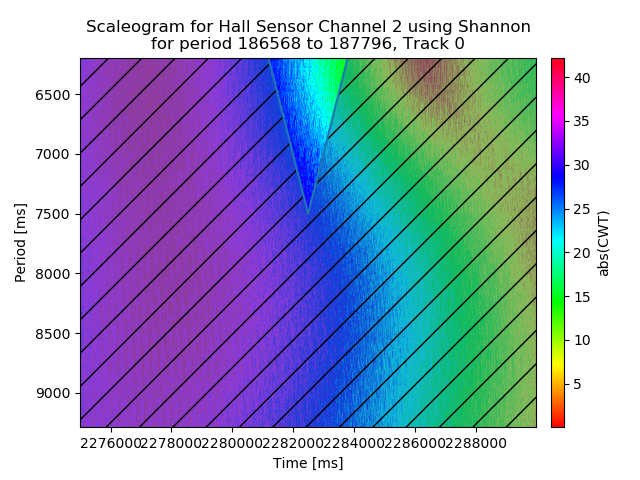 Scaleogram for Hall Sensor Channel 2 using Shannon
for period 186568 to 187796, Track 0
6500
7000
7500
8000
8500
9000
Period [ms]
2276000 2278000 2280000 2282000 2284000 2286000 2288000
Time [ms]
40
35
30
25
20
15
10
5
abs(CWT)